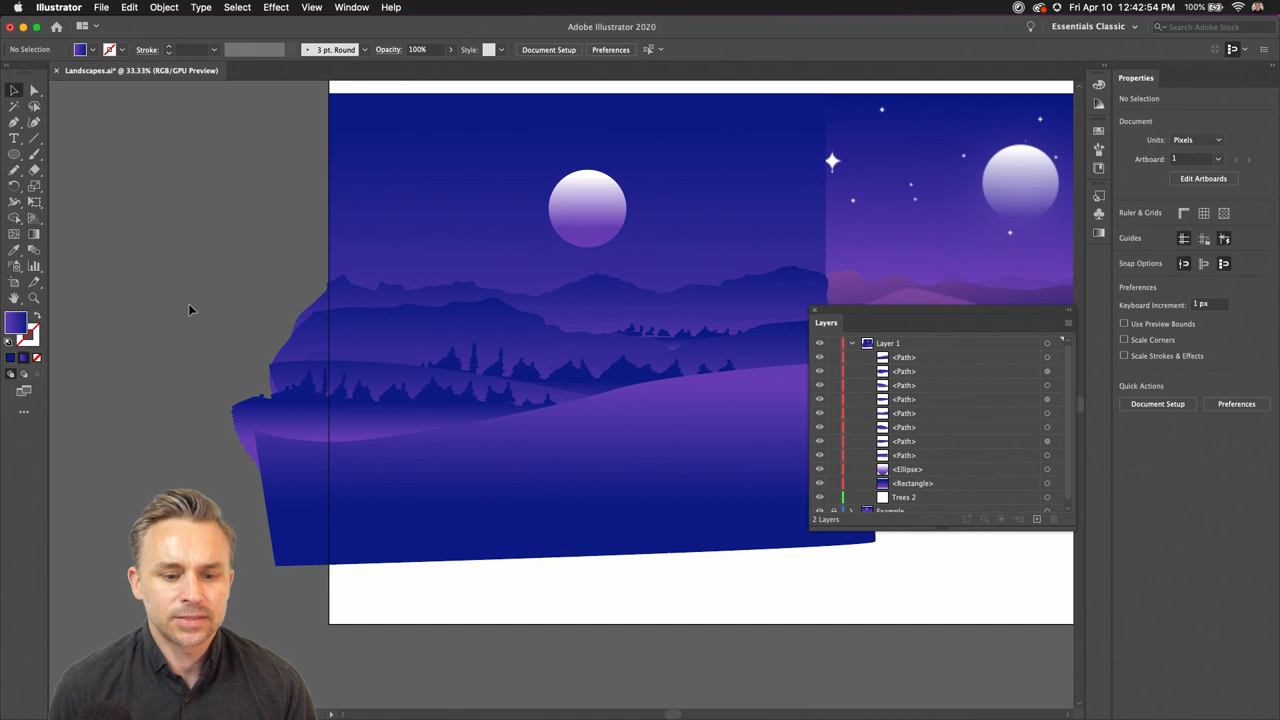 Illustrator File Edit Object Type Select Effect View Window Help
100% Fri Apr 10 12:42:54 PM
Adobe Illustrator 2020
Essentials Classic
Search Adobe Stock
No Selection
Stroke:
3 pt. Round
Opacity: 100%
Style:
Document Setup
Preferences
Landscapes.ai* @ 33.33% (RGB/GPU Preview)
Properties
No Selection
Document
Units: Pixels
Artboard: 1
Edit Artboards
Ruler & Grids
Guides
Snap Options
Preferences
Keyboard Increment: 1 px
Use Preview Bounds
Scale Corners
Scale Strokes & Effects
Quick Actions
Document Setup
Preferences
Layers
Layer 1
<Path>
<Path>
<Path>
<Path>
<Path>
<Path>
<Path>
<Path>
<Ellipse>
<Rectangle>
Trees 2
Example
2 Layers